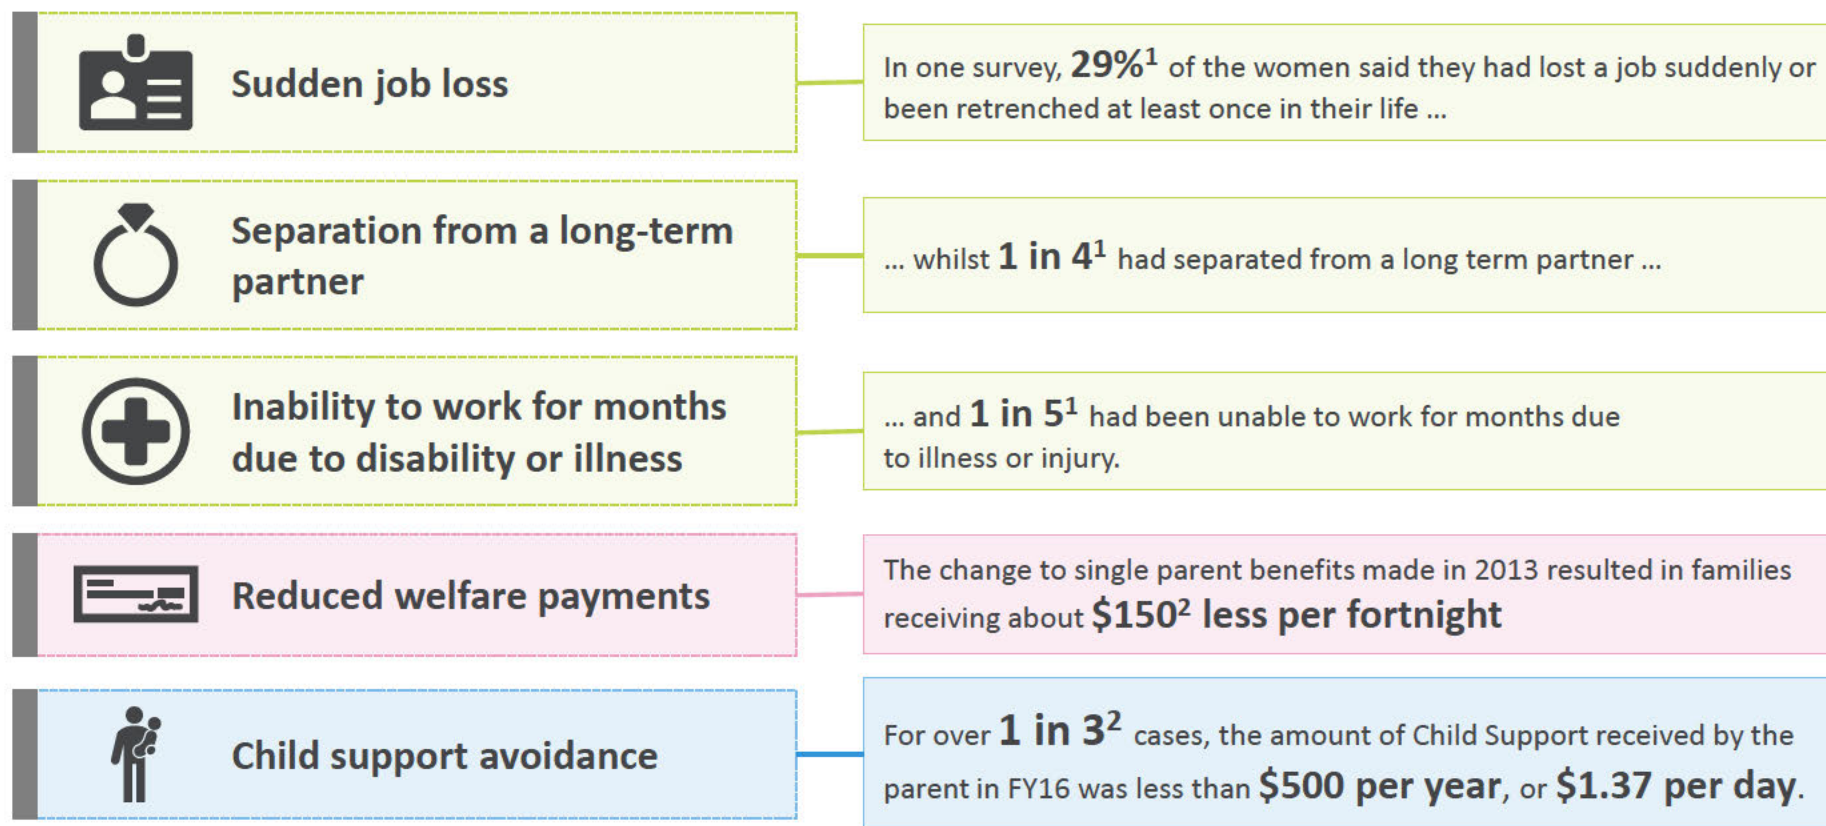 Sudden job loss
In one survey, 29%¹ of the women said they had lost a job suddenly or
been retrenched at least once in their life ...
Separation from a long-term
partner
... whilst 1 in 4¹ had separated from a long term partner ...
Inability to work for months
due to disability or illness
... and 1 in 5¹ had been unable to work for months due
to illness or injury.
Reduced welfare payments
The change to single parent benefits made in 2013 resulted in families
receiving about $150² less per fortnight
Child support avoidance
For over 1 in 3² cases, the amount of Child Support received by the
parent in FY16 was less than $500 per year, or $1.37 per day.